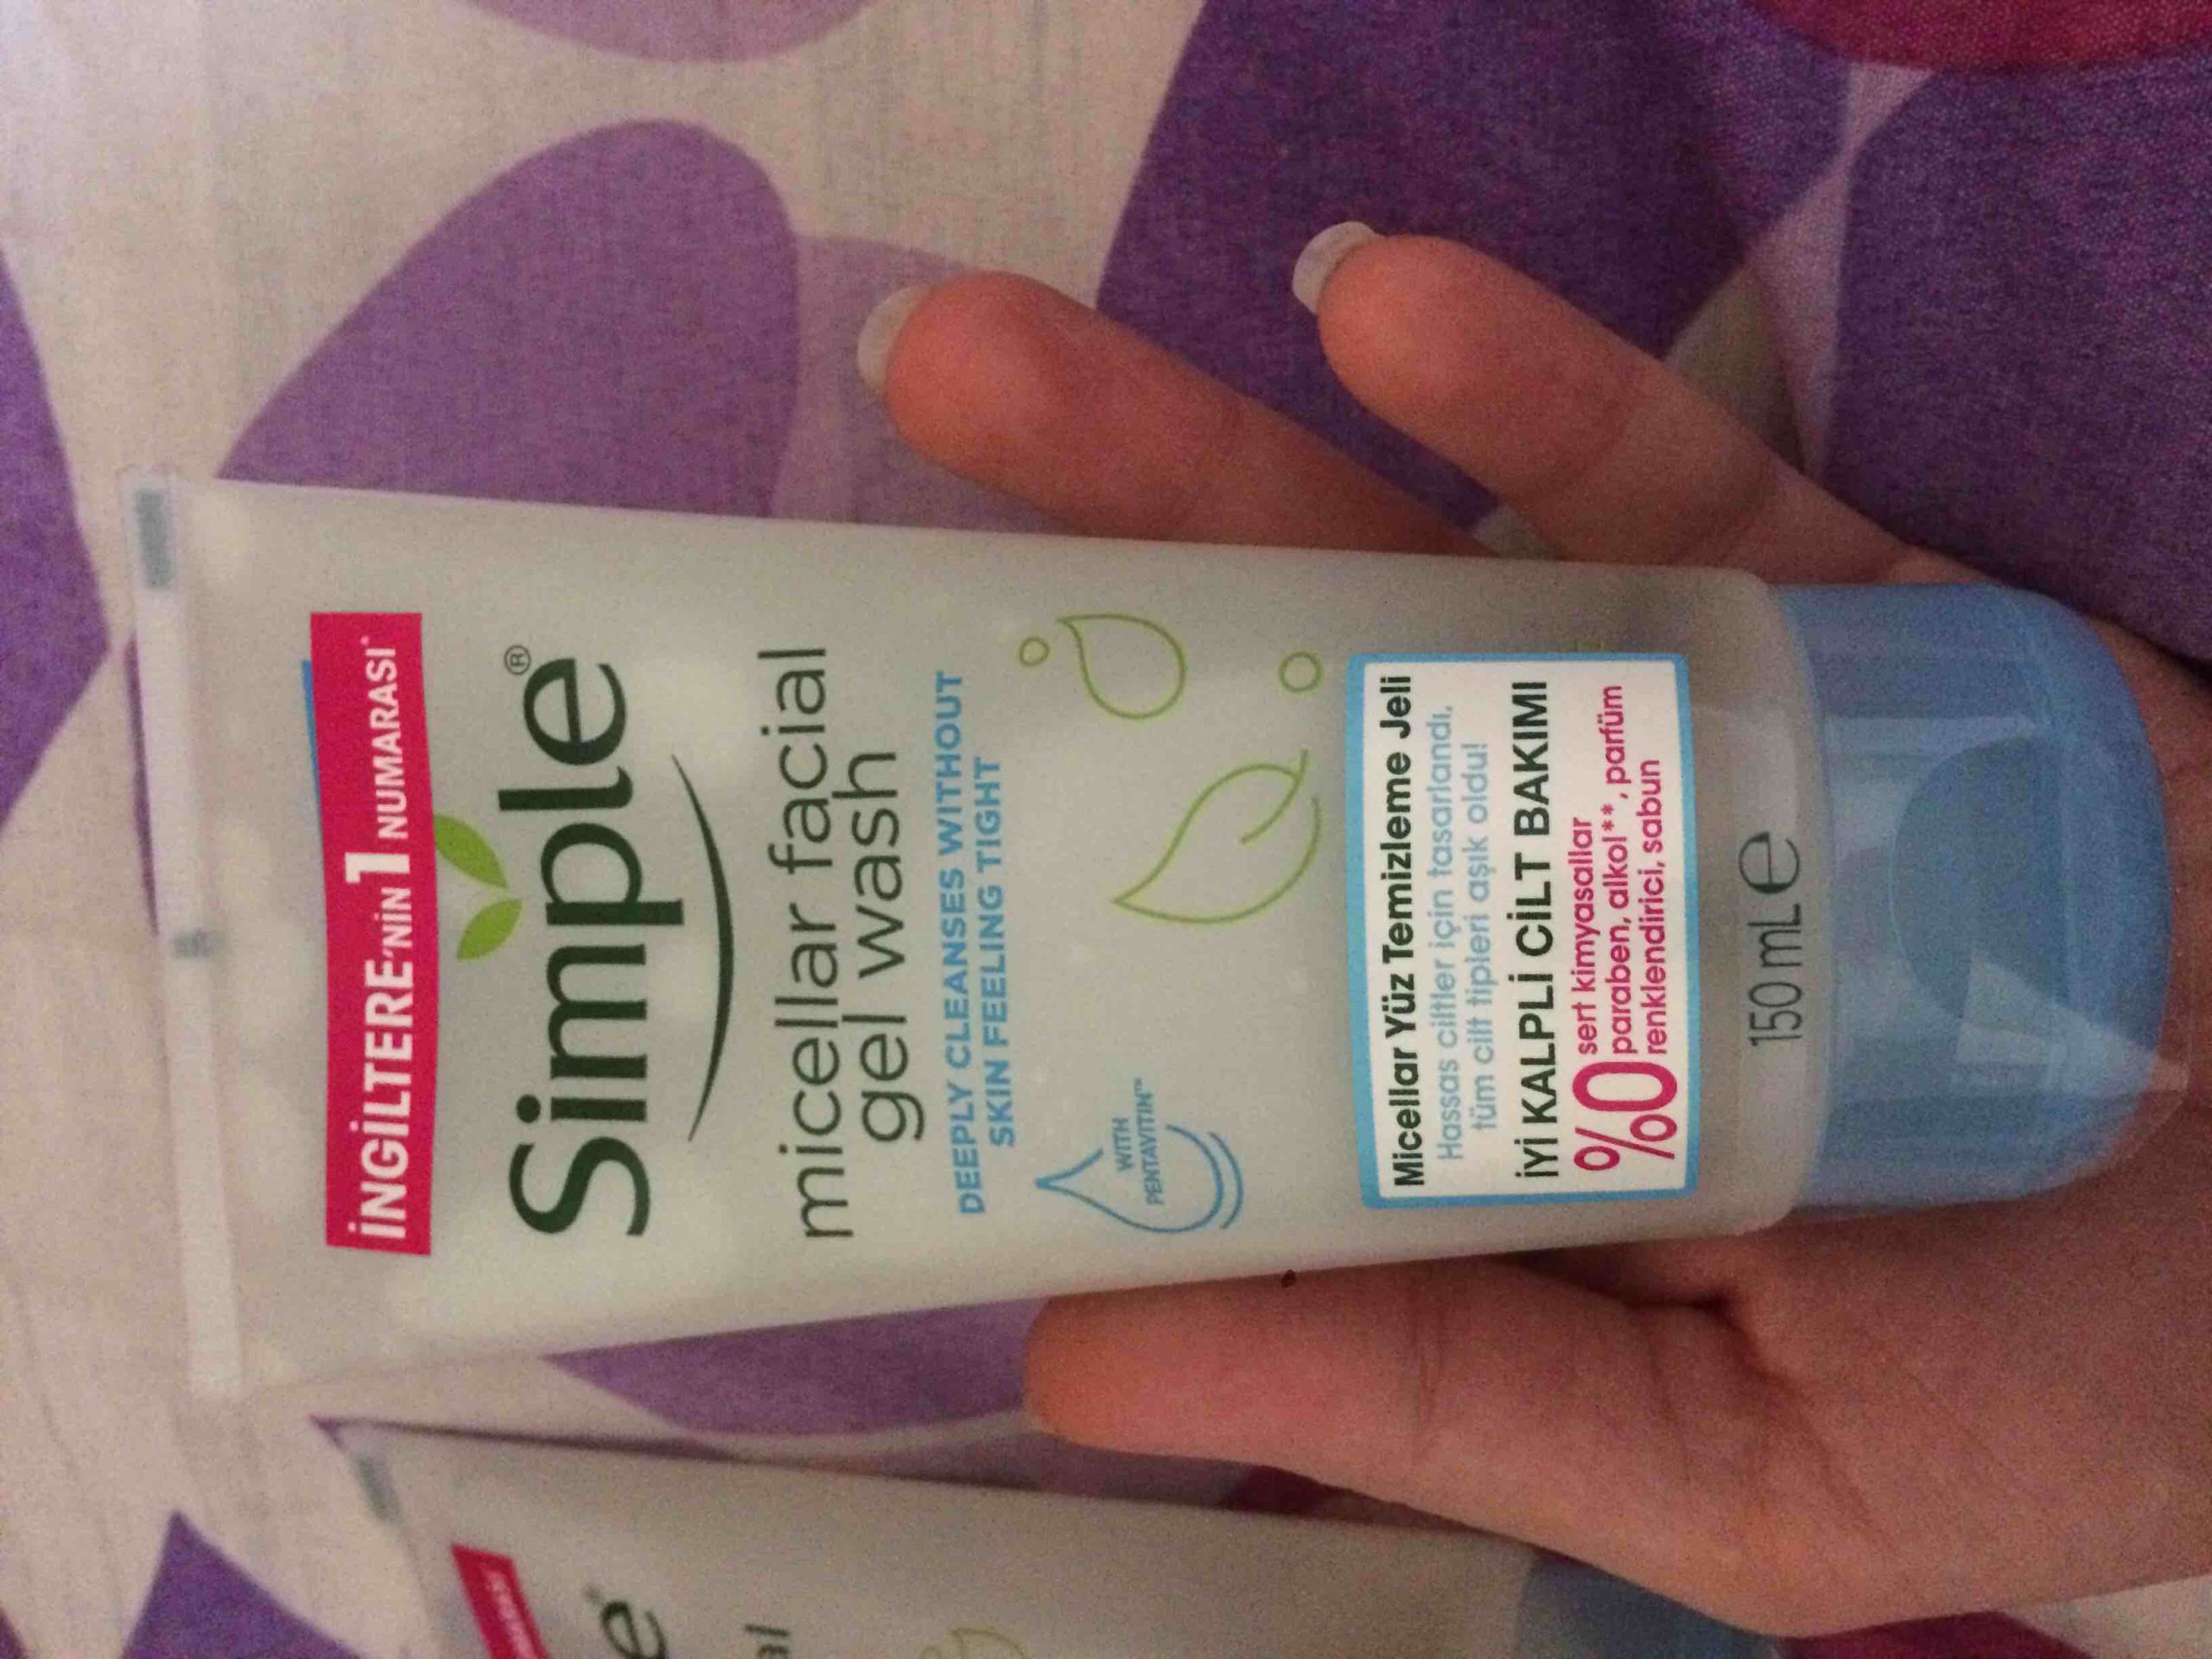 İNGİLTERE'NİN 1 NUMARASI*
Simple®
micellar facial
gel wash
DEEPLY CLEANSES WITHOUT
SKIN FEELING TIGHT
WITH
PENTAVITIN™
Micellar Yüz Temizleme Jeli
Hassas ciltler için tasarlandı,
tüm cilt tipleri aşık oldu!
İYİ KALPLİ CİLT BAKIMI
%0 sert kimyasallar
paraben, alkol**, parfüm
renklendirici, sabun
150 mL e
e
al